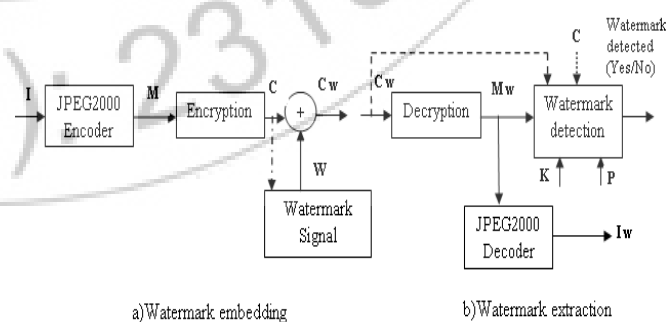 I
JPEG2000
Encoder
M
Encryption
C
+
Cw
W
Watermark
Signal
a)Watermark embedding
Cw
Decryption
Mw
C
Watermark
detection
K
P
Watermark
detected
(Yes/No)
JPEG2000
Decoder
Iw
b)Watermark extraction
): 231